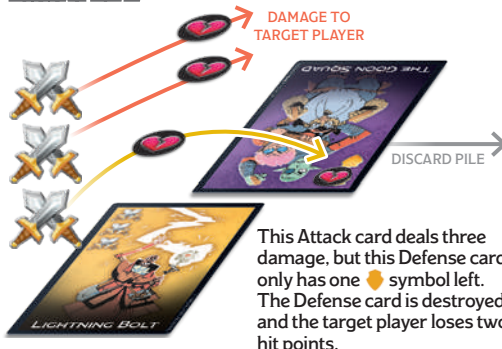 DAMAGE TO
TARGET PLAYER
THE GOON SQUAD
DISCARD PILE
This Attack card deals three
damage, but this Defense card
only has one symbol left.
The Defense card is destroyed
and the target player loses two
hit points.
LIGHTNING BOLT